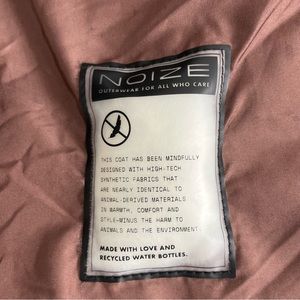 NOIZE
OUTERWEAR FOR ALL WHO CARE
THIS COAT HAS BEEN MINDFULLY
DESIGNED WITH HIGH-TECH
SYNTHETIC FABRICS THAT
ARE NEARLY IDENTICAL TO
ANIMAL-DERIVED MATERIALS
IN WARMTH, COMFORT AND
STYLE-MINUS THE HARM TO
ANIMALS AND THE ENVIRONMENT.
MADE WITH LOVE AND
RECYCLED WATER BOTTLES.